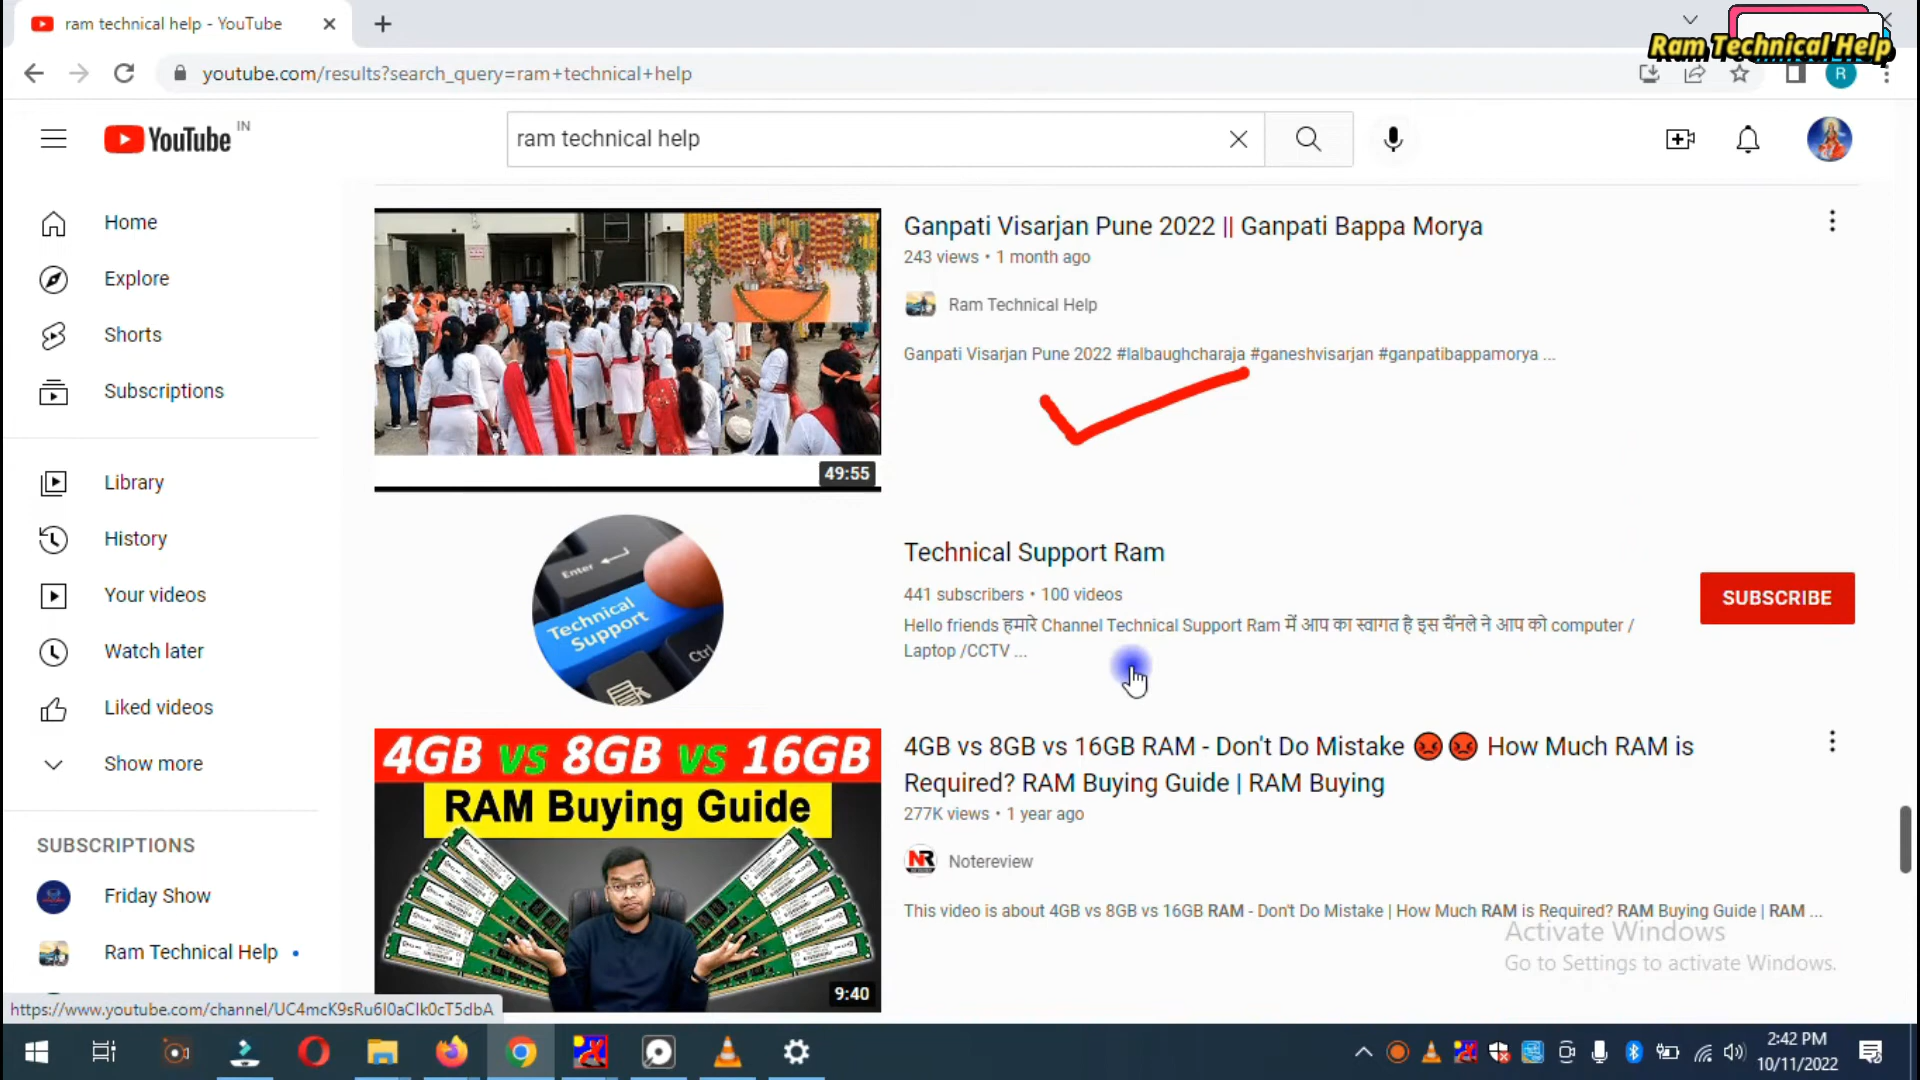 ram technical help - YouTube
Ram Technical Help
youtube.com/results?search_query=ram+technical+help
R
YouTube IN
ram technical help
Home
Explore
Shorts
Subscriptions
Library
History
Your videos
Watch later
Liked videos
Show more
SUBSCRIPTIONS
Friday Show
Ram Technical Help
49:55
Ganpati Visarjan Pune 2022 || Ganpati Bappa Morya
243 views • 1 month ago
Ram Technical Help
Ganpati Visarjan Pune 2022 #lalbaughcharaja #ganeshvisarjan #ganpatibappamorya ...
Enter
Technical
Support
Ctrl
Technical Support Ram
441 subscribers • 100 videos
Hello friends हमारे Channel Technical Support Ram में आप का स्वागत है इस चैंनले ने आप को computer /
Laptop /CCTV ...
SUBSCRIBE
4GB vs 8GB vs 16GB
RAM Buying Guide
9:40
4GB vs 8GB vs 16GB RAM - Don't Do Mistake 😡😡 How Much RAM is
Required? RAM Buying Guide | RAM Buying
277K views • 1 year ago
NR
Notereview
This video is about 4GB vs 8GB vs 16GB RAM - Don't Do Mistake | How Much RAM is Required? RAM Buying Guide | RAM ...
Activate Windows
Go to Settings to activate Windows.
https://www.youtube.com/channel/UC4mcK9sRu6I0aCIk0cT5dbA
2:42 PM
10/11/2022